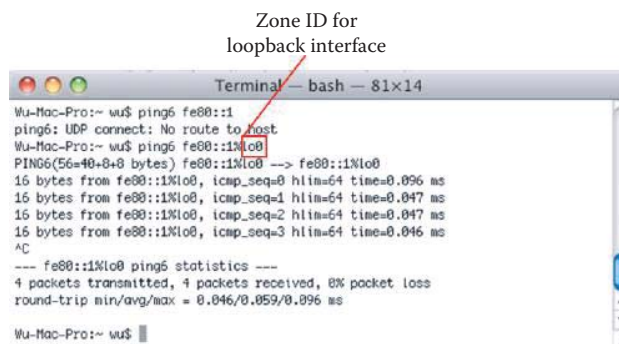 Zone ID for
loopback interface
Terminal — bash — 81×14
Wu-Mac-Pro:~ wu$ ping6 fe80::1
ping6: UDP connect: No route to host
Wu-Mac-Pro:~ wu$ ping6 fe80::1%lo0
PING6(56=40+8+8 bytes) fe80::1%lo0 --> fe80::1%lo0
16 bytes from fe80::1%lo0, icmp_seq=0 hlim=64 time=0.096 ms
16 bytes from fe80::1%lo0, icmp_seq=1 hlim=64 time=0.047 ms
16 bytes from fe80::1%lo0, icmp_seq=2 hlim=64 time=0.047 ms
16 bytes from fe80::1%lo0, icmp_seq=3 hlim=64 time=0.046 ms
^C
--- fe80::1%lo0 ping6 statistics ---
4 packets transmitted, 4 packets received, 0% packet loss
round-trip min/avg/max = 0.046/0.059/0.096 ms
Wu-Mac-Pro:~ wu$